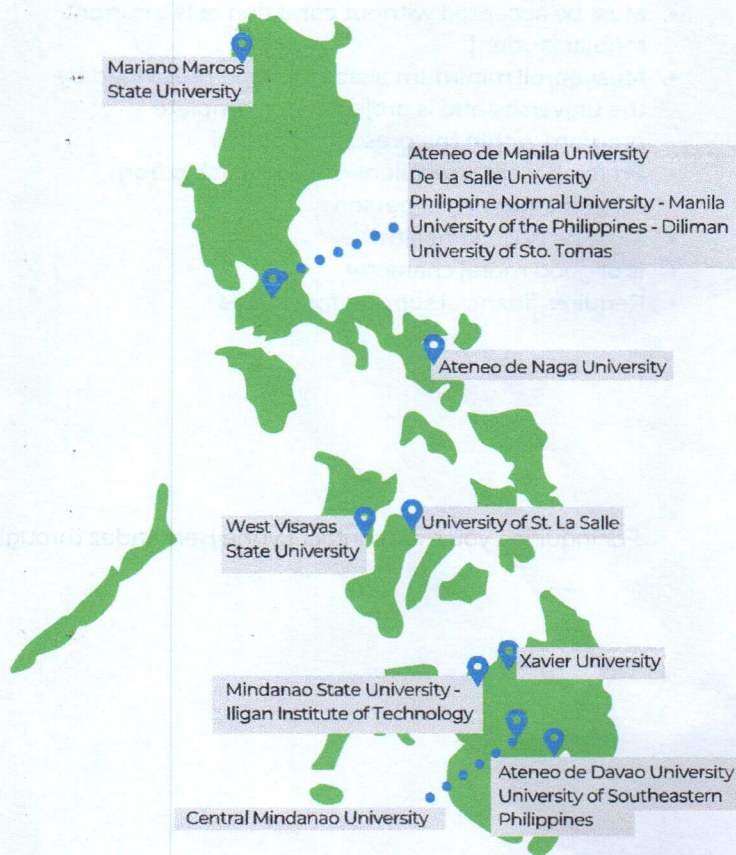 Mariano Marcos
State University
Ateneo de Manila University
De La Salle University
Philippine Normal University - Manila
University of the Philippines - Diliman
University of Sto. Tomas
Ateneo de Naga University
West Visayas
State University
University of St. La Salle
Xavier University
Mindanao State University -
Iligan Institute of Technology
Ateneo de Davao University
University of Southeastern
Philippines
Central Mindanao University